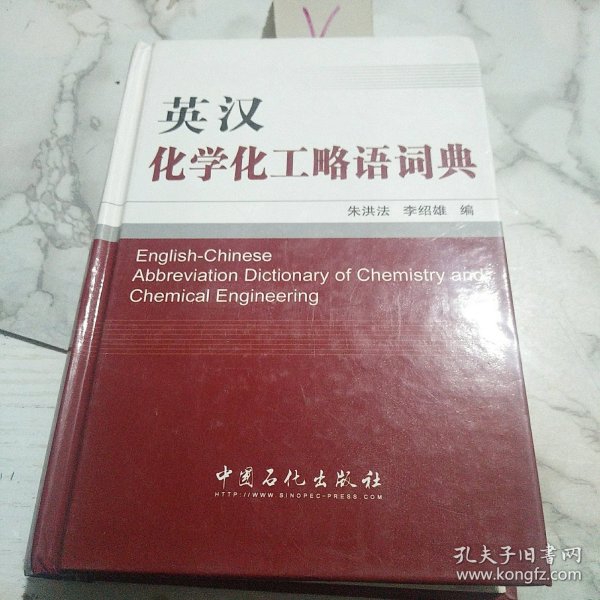 英汉
化学化工略语词典
朱洪法 李绍雄 编
English-Chinese
Abbreviation Dictionary of Chemistry and
Chemical Engineering
中国石化出版社
HTTP://WWW.SINOPEC-PRESS.COM
孔夫子旧书网
www.kongfz.com